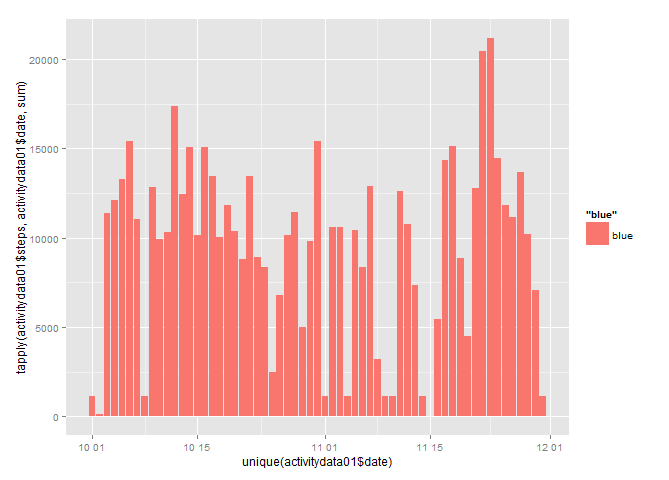 20000
15000
10000
5000
0
tapply(activitydata01$steps, activitydata01$date, sum)
10 01
10 15
11 01
11 15
12 01
unique(activitydata01$date)
"blue"
blue